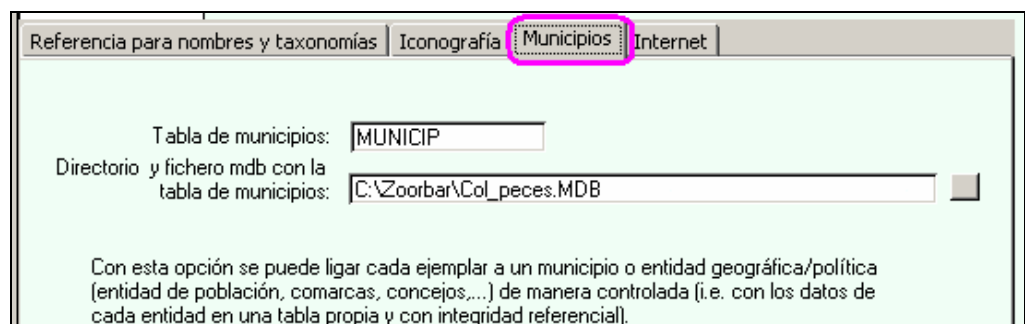 Referencia para nombres y taxonomías Iconografía Municipios Internet
Tabla de municipios: MUNICIP
Directorio y fichero mdb con la
tabla de municipios: C:\Zoorbar\Col_peces.MDB
Con esta opción se puede ligar cada ejemplar a un municipio o entidad geográfica/política
(entidad de población, comarcas, concejos,...) de manera controlada (i.e. con los datos de
cada entidad en una tabla propia y con integridad referencial).